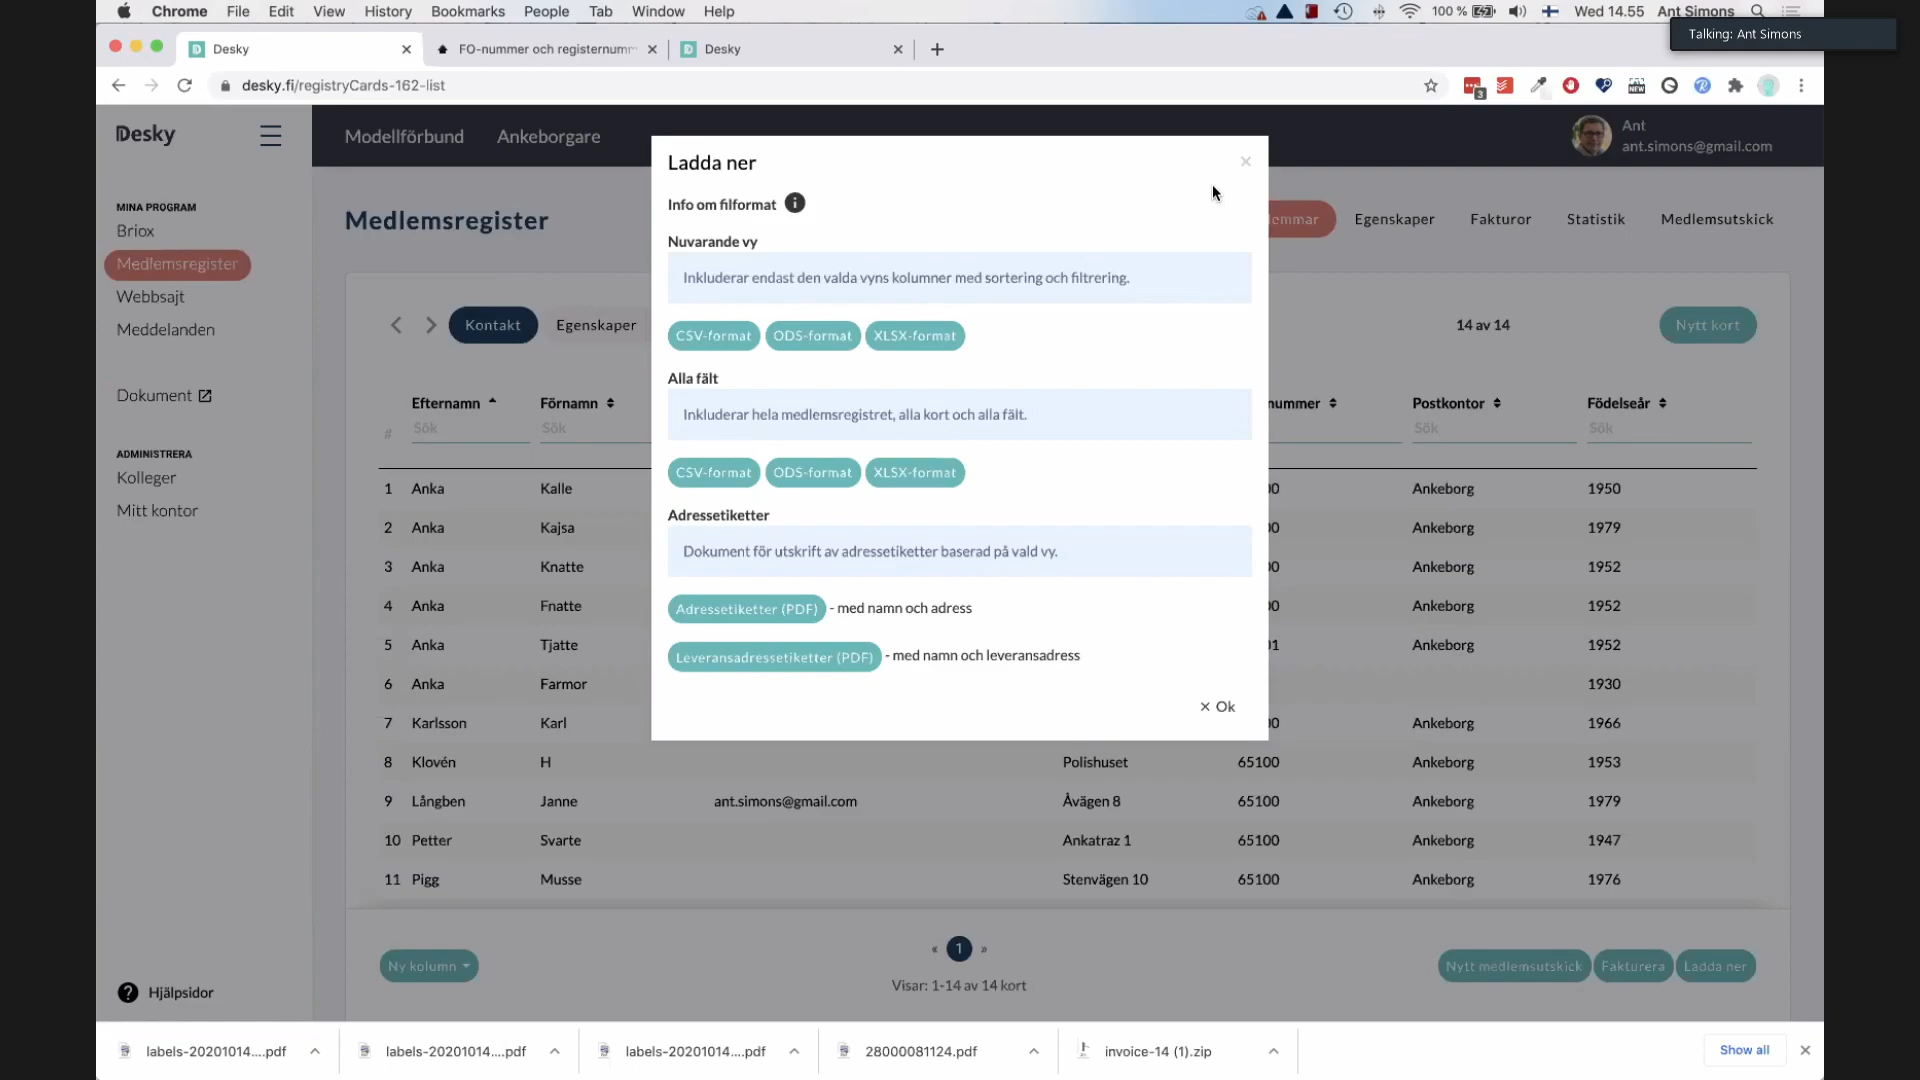 Chrome File Edit View History Bookmarks People Tab Window Help 100 % Wed 14.55 Ant Simons
Talking: Ant Simons
Desky FO-nummer och registernumm Desky
desky.fi/registryCards-162-list
3 NEW
Desky Modellförbund Ankeborgare
Ant
ant.simons@gmail.com
MINA PROGRAM
Briox
Medlemsregister
Webbsajt
Meddelanden
Dokument
ADMINISTRERA
Kolleger
Mitt kontor
Hjälpsidor
Medlemsregister
lemmar Egenskaper Fakturor Statistik Medlemsutskick
Kontakt Egenskaper 14 av 14 Nytt kort
Ladda ner
Info om filformat
Nuvarande vy
Inkluderar endast den valda vyns kolumner med sortering och filtrering.
CSV-format ODS-format XLSX-format
Alla fält
Inkluderar hela medlemsregistret, alla kort och alla fält.
CSV-format ODS-format XLSX-format
Adressetiketter
Dokument för utskrift av adressetiketter baserad på vald vy.
Adressetiketter (PDF) - med namn och adress
Leveransadressetiketter (PDF) - med namn och leveransadress
× Ok
# Efternamn Förnamn nummer Postkontor Födelseår
Sök Sök Sök Sök
1 Anka Kalle 00 Ankeborg 1950
2 Anka Kajsa 00 Ankeborg 1979
3 Anka Knatte 00 Ankeborg 1952
4 Anka Fnatte 00 Ankeborg 1952
5 Anka Tjatte 01 Ankeborg 1952
6 Anka Farmor 1930
7 Karlsson Karl 00 Ankeborg 1966
8 Klovén H Polishuset 65100 Ankeborg 1953
9 Långben Janne ant.simons@gmail.com Åvägen 8 65100 Ankeborg 1979
10 Petter Svarte Ankatraz 1 65100 Ankeborg 1947
11 Pigg Musse Stenvägen 10 65100 Ankeborg 1976
Ny kolumn « 1 » Nytt medlemsutskick Fakturera Ladda ner
Visar: 1-14 av 14 kort
labels-20201014....pdf labels-20201014....pdf labels-20201014....pdf 28000081124.pdf invoice-14 (1).zip Show all